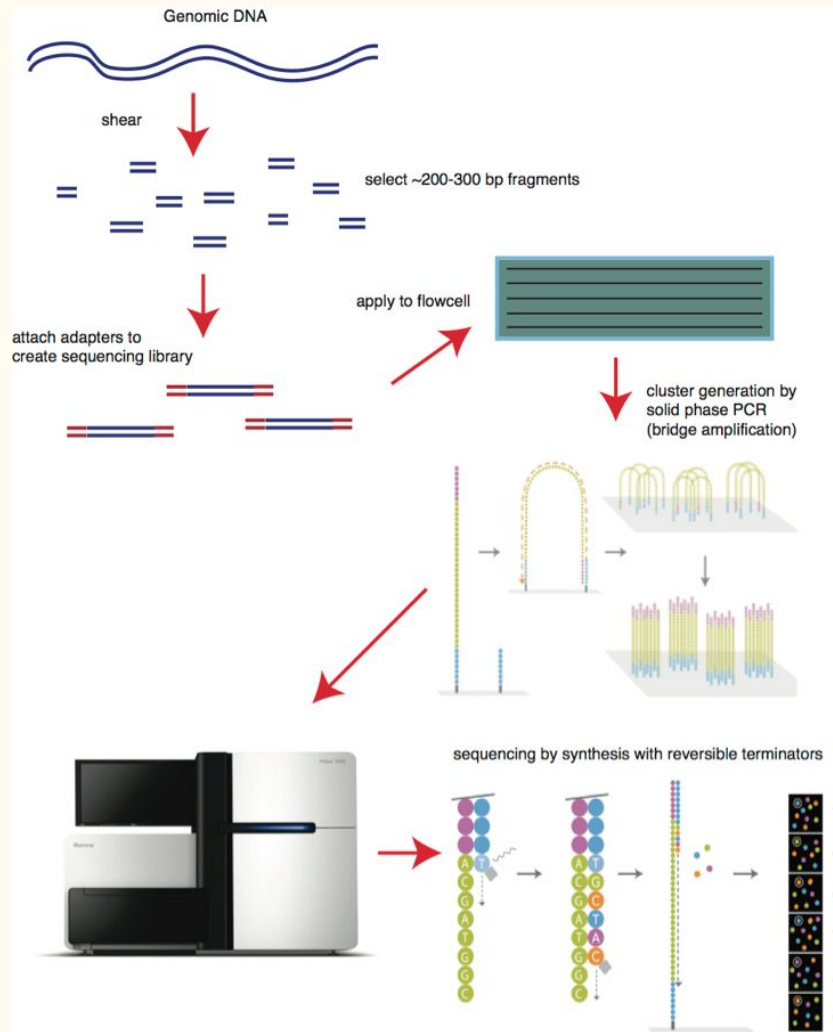 Genomic DNA
shear
select ~200-300 bp fragments
apply to flowcell
attach adapters to
create sequencing library
cluster generation by
solid phase PCR
(bridge amplification)
sequencing by synthesis with reversible terminators
A T
C
G
A
T
G
G
C
A T
C G
G C
A T
T A
G C
G
C